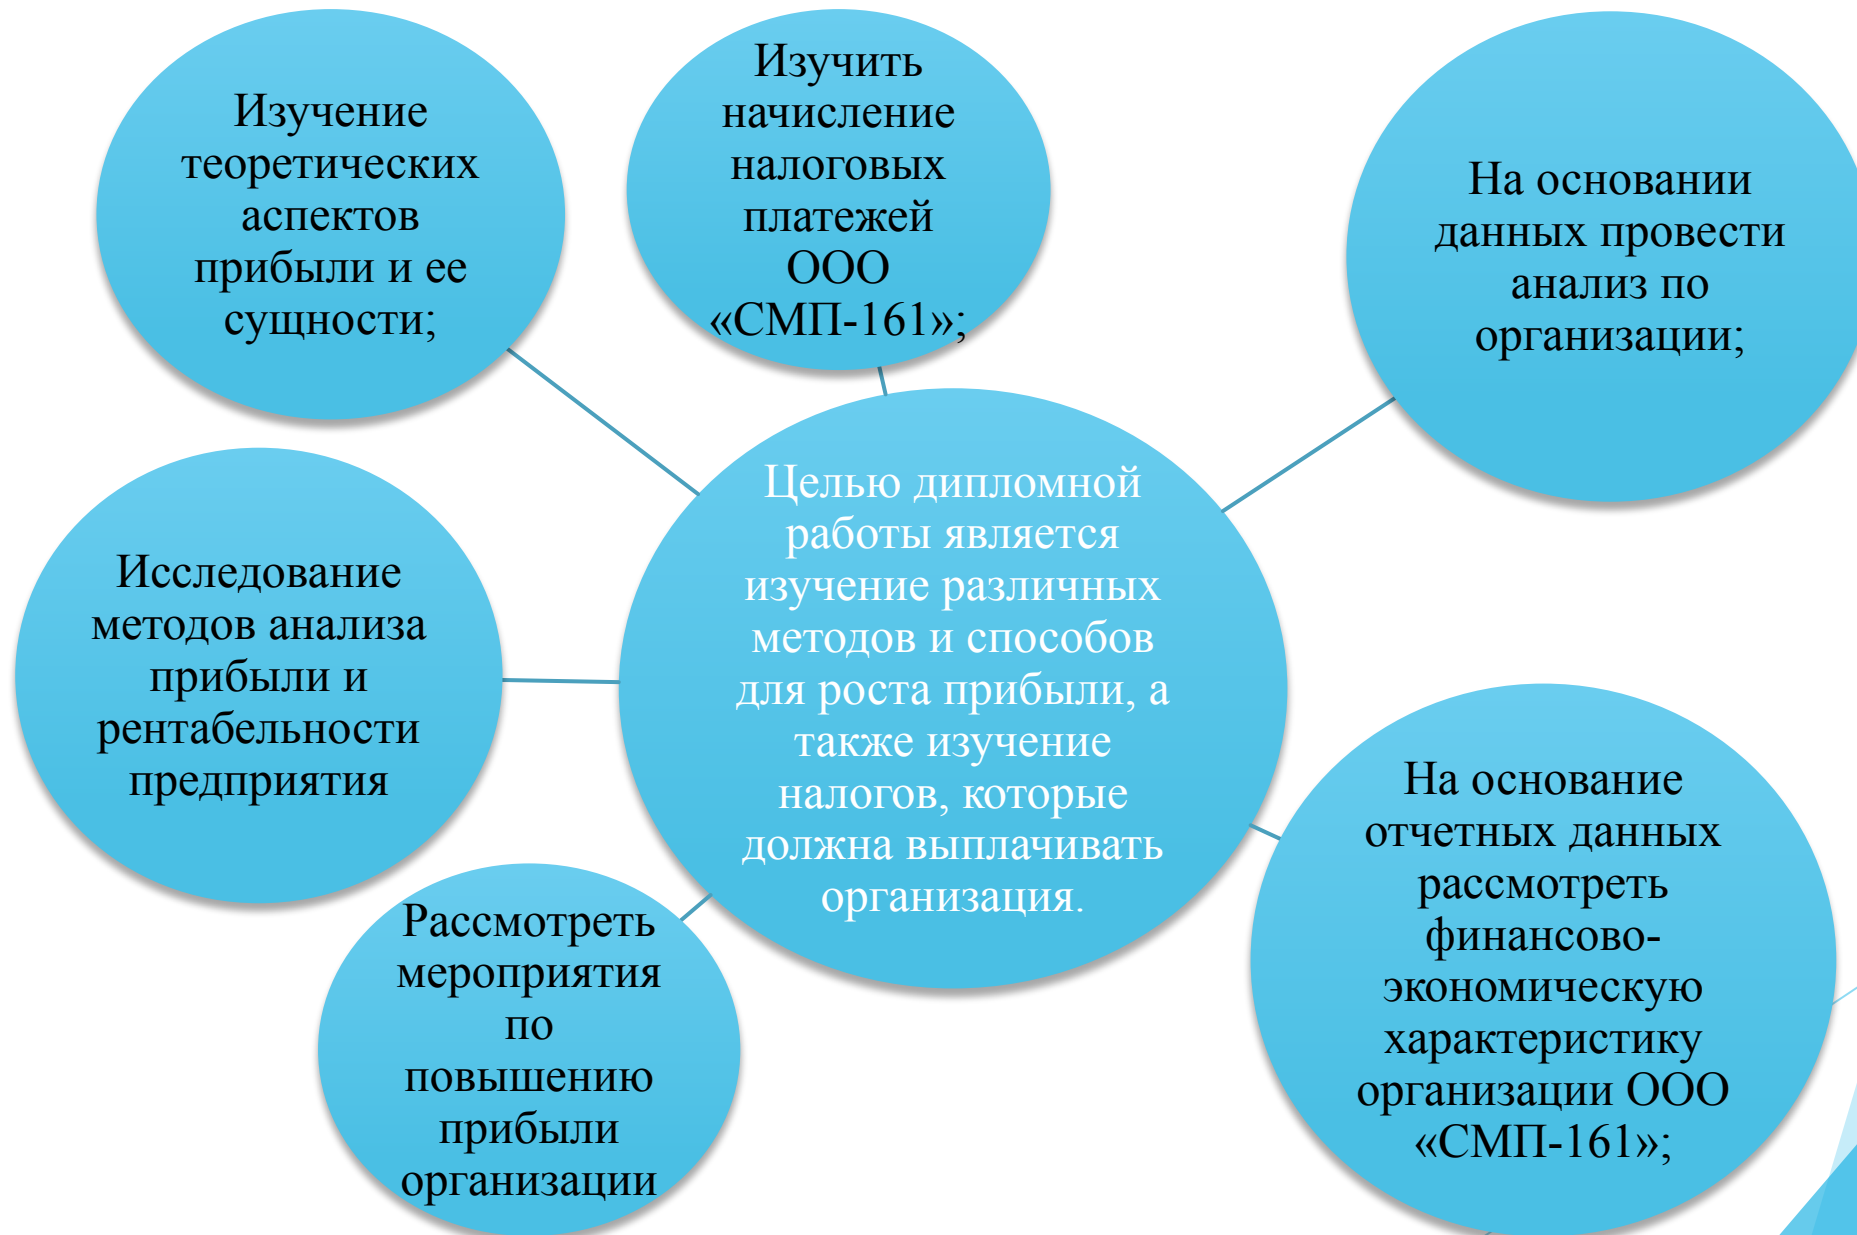 Изучение
теоретических
аспектов
прибыли и ее
сущности;
Изучить
начисление
налоговых
платежей
ООО
«СМП-161»;
На основании
данных провести
анализ по
организации;
Исследование
методов анализа
прибыли и
рентабельности
предприятия
Целью дипломной
работы является
изучение различных
методов и способов
для роста прибыли, а
также изучение
налогов, которые
должна выплачивать
организация.
На основание
отчетных данных
рассмотреть
финансово-
экономическую
характеристику
организации ООО
«СМП-161»;
Рассмотреть
мероприятия
по
повышению
прибыли
организации